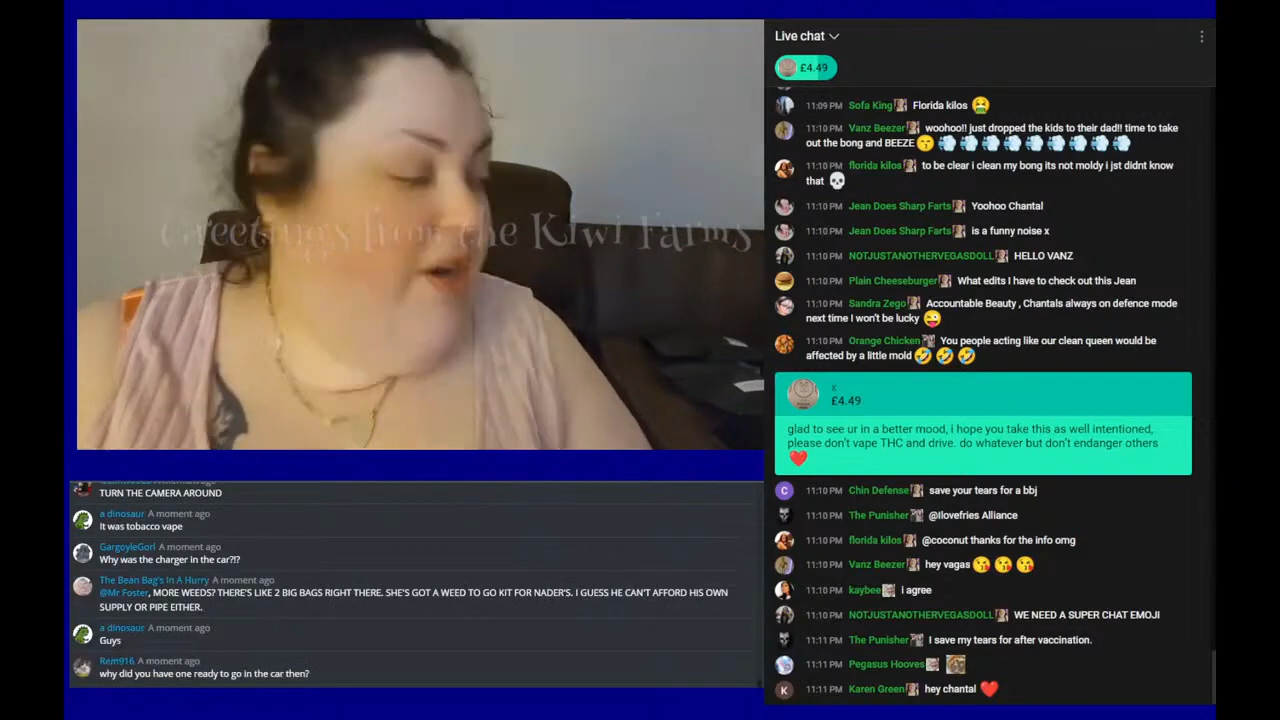 Greetings from the Kiwi Farms
Live chat
£4.49
11:09 PM Sofa King Florida kilos
11:10 PM Vanz Beezer woohoo!! just dropped the kids to their dad!! time to take
out the bong and BEEZE
11:10 PM florida kilos to be clear i clean my bong its not moldy i jst didnt know
that
11:10 PM Jean Does Sharp Farts Yoohoo Chantal
11:10 PM Jean Does Sharp Farts is a funny noise x
11:10 PM NOTJUSTANOTHERVEGASDOLL HELLO VANZ
11:10 PM Plain Cheeseburger What edits I have to check out this Jean
11:10 PM Sandra Zego Accountable Beauty , Chantals always on defence mode
next time I won't be lucky
11:10 PM Orange Chicken You people acting like our clean queen would be
affected by a little mold
X
£4.49
glad to see ur in a better mood, i hope you take this as well intentioned,
please don't vape THC and drive. do whatever but don't endanger others
11:10 PM Chin Defense save your tears for a bbj
11:10 PM The Punisher @Ilovefries Alliance
11:10 PM florida kilos @coconut thanks for the info omg
11:10 PM Vanz Beezer hey vagas
11:10 PM kaybee i agree
11:10 PM NOTJUSTANOTHERVEGASDOLL WE NEED A SUPER CHAT EMOJI
11:11 PM The Punisher I save my tears for after vaccination.
11:11 PM Pegasus Hooves
11:11 PM Karen Green hey chantal
TURN THE CAMERA AROUND
a dinosaur A moment ago
It was tobacco vape
GargoyleGorl A moment ago
Why was the charger in the car?!?
The Bean Bag's In A Hurry A moment ago
@Mr Foster, MORE WEEDS? THERE'S LIKE 2 BIG BAGS RIGHT THERE. SHE'S GOT A WEED TO GO KIT FOR NADER'S. I GUESS HE CAN'T AFFORD HIS OWN
SUPPLY OR PIPE EITHER.
a dinosaur A moment ago
Guys
Rem916 A moment ago
why did you have one ready to go in the car then?